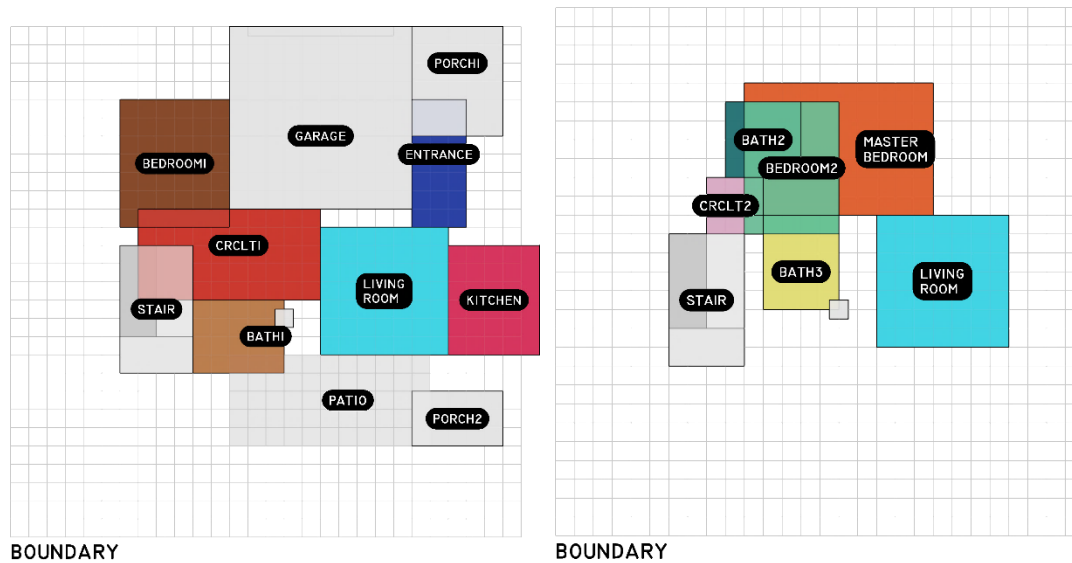 PORCH1
GARAGE
ENTRANCE
BEDROOM1
CRCLT1
LIVING
ROOM
KITCHEN
STAIR
BATH1
PATIO
PORCH2
BOUNDARY
BATH2
MASTER
BEDROOM
BEDROOM2
CRCLT2
BATH3
LIVING
ROOM
STAIR
BOUNDARY